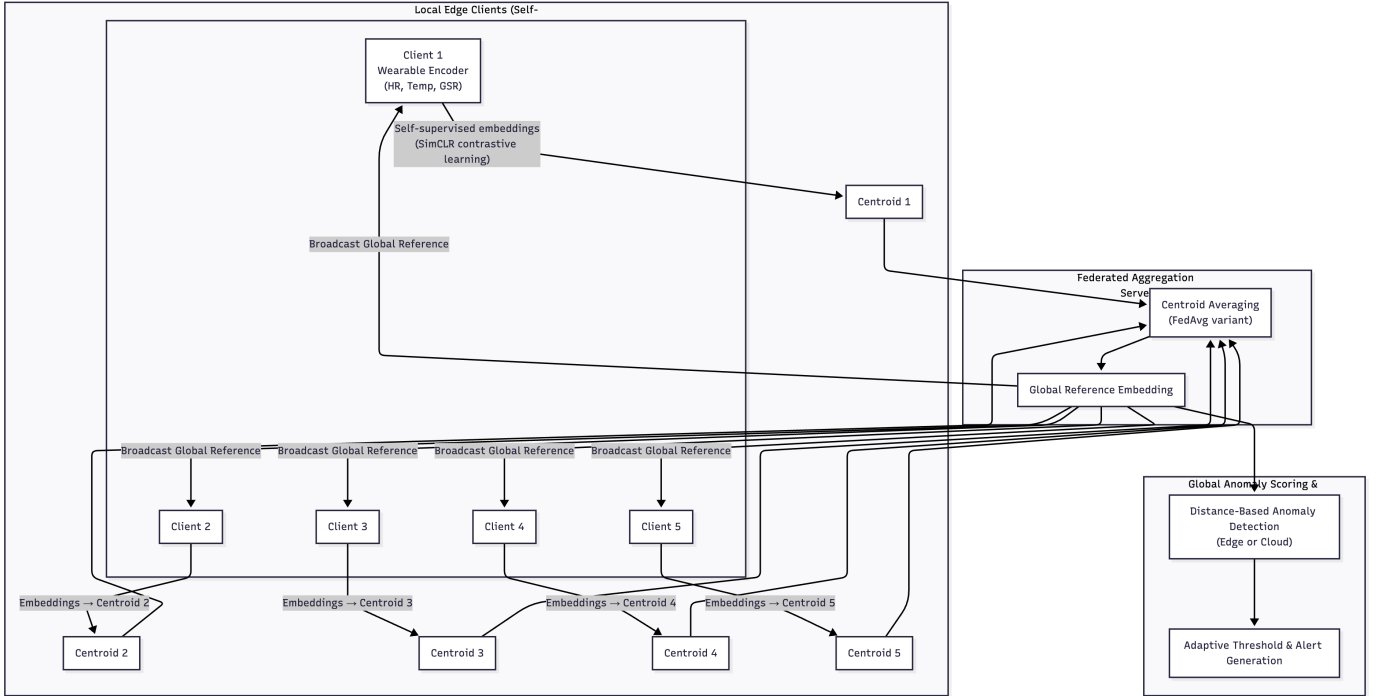 Local Edge Clients (Self-
Client 1
Wearable Encoder
(HR, Temp, GSR)
Self-supervised embeddings
(SimCLR contrastive
learning)
Centroid 1
Broadcast Global Reference
Federated Aggregation
Serve
Centroid Averaging
(FedAvg variant)
Global Reference Embedding
Broadcast Global Reference
Broadcast Global Reference
Broadcast Global Reference
Broadcast Global Reference
Client 2
Client 3
Client 4
Client 5
Global Anomaly Scoring &
Distance-Based Anomaly
Detection
(Edge or Cloud)
Embeddings → Centroid 2
Embeddings → Centroid 3
Embeddings → Centroid 4
Embeddings → Centroid 5
Centroid 2
Centroid 3
Centroid 4
Centroid 5
Adaptive Threshold & Alert
Generation